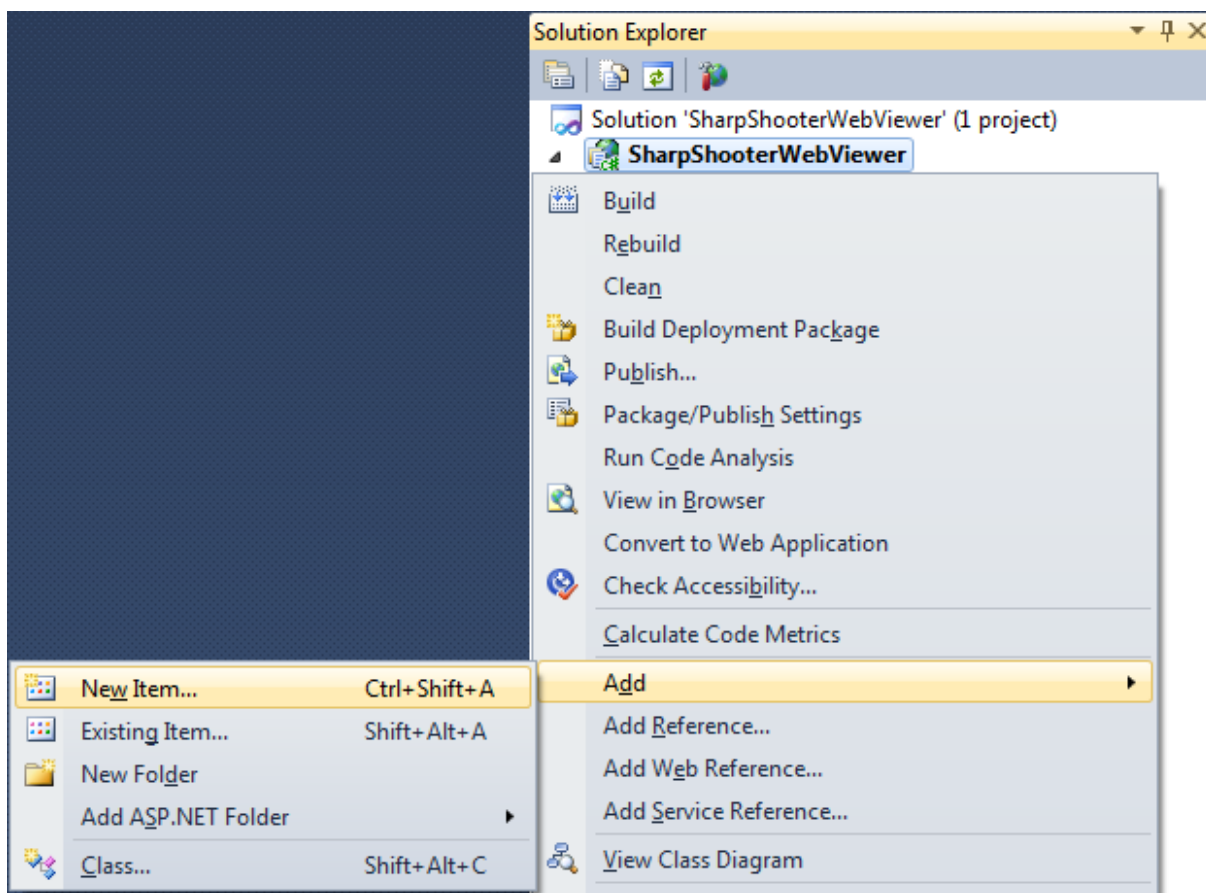 Solution Explorer
Solution 'SharpShooterWebViewer' (1 project)
SharpShooterWebViewer
Build
Rebuild
Clean
Build Deployment Package
Publish...
Package/Publish Settings
Run Code Analysis
View in Browser
Convert to Web Application
Check Accessibility...
Calculate Code Metrics
Add
Add Reference...
Add Web Reference...
Add Service Reference...
View Class Diagram
New Item... Ctrl+Shift+A
Existing Item... Shift+Alt+A
New Folder
Add ASP.NET Folder
Class... Shift+Alt+C